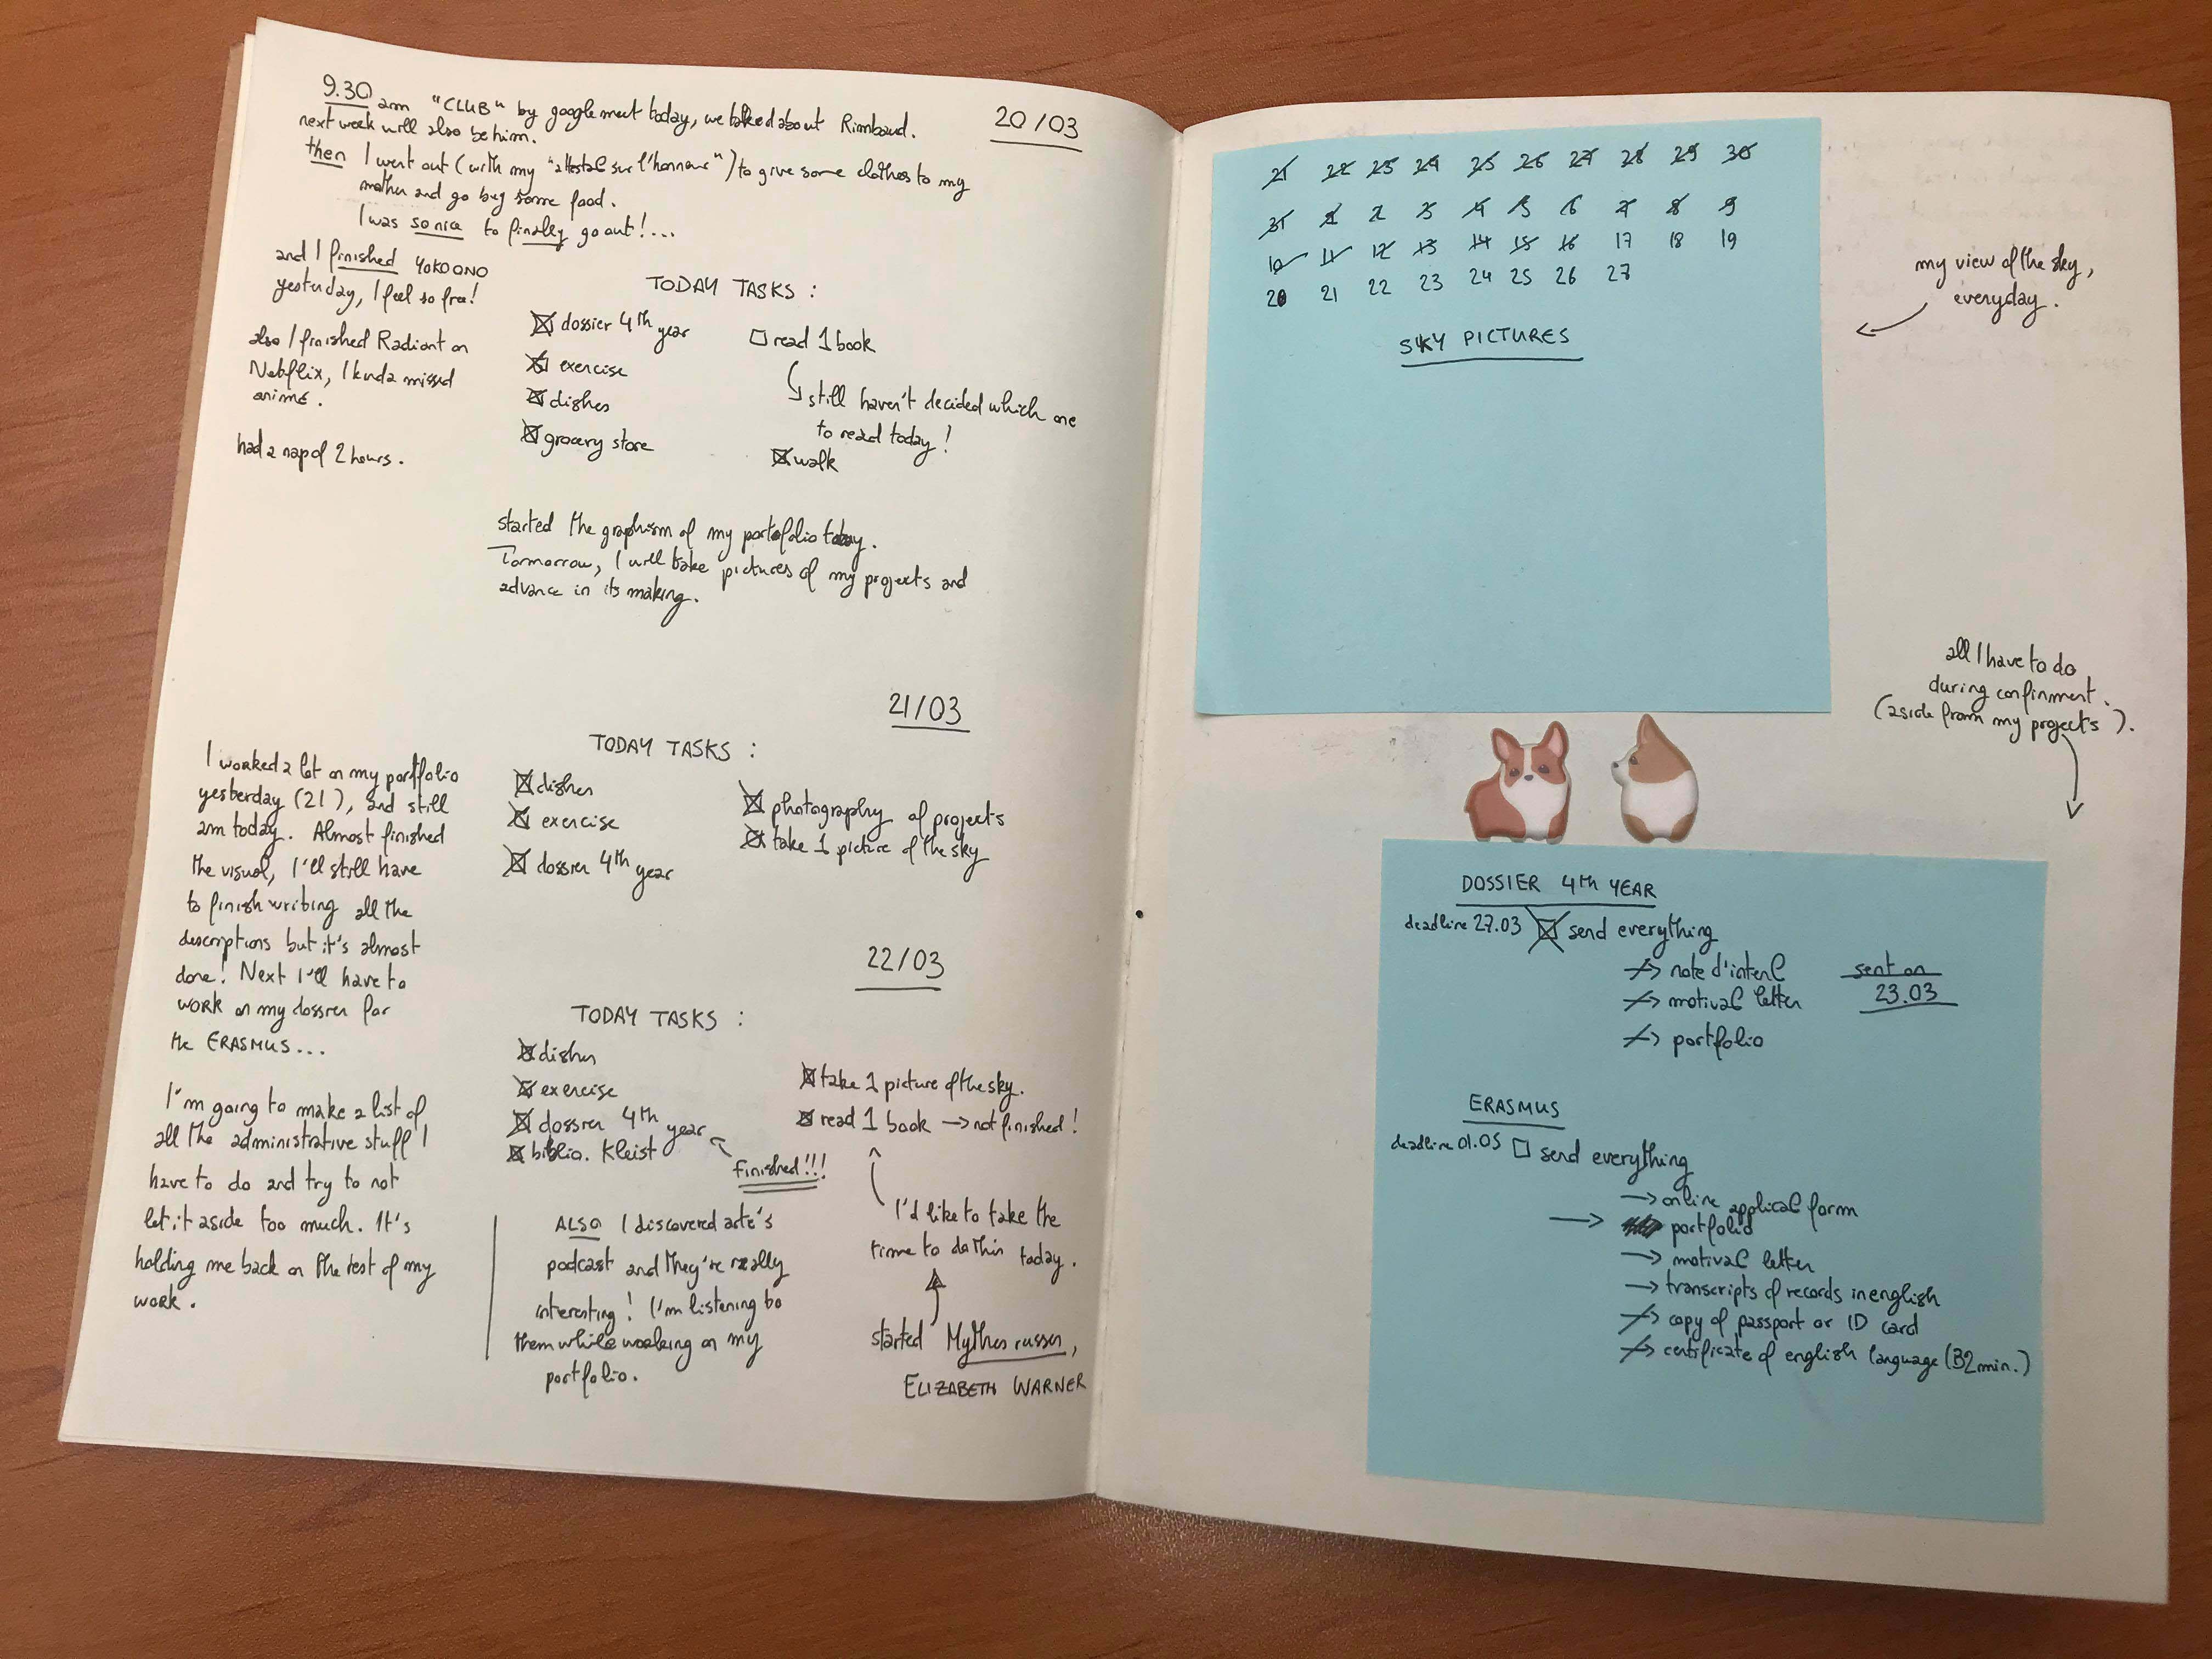 9.30 am "CLUB" by google meet today, we talked about Rimbaud.
next week will also be him.
20/03
then I went out (with my "attestat° sur l'honneur") to give some clothes to my
mother and go buy some food.
I was so nice to finally go out!...
and I finished YOKO ONO
yesterday, I feel so free!
also I finished Radiant on
Netflix, I kinda missed
anime.
had a nap of 2 hours.
TODAY TASKS :
dossier 4th year
exercise
dishes
grocery store
read 1 book
still haven't decided which one
to read today!
walk
started the graphism of my portofolio today.
Tomorrow, I will take pictures of my projects and
advance in its making.
21/03
TODAY TASKS :
dishes
exercise
dossier 4th year
photography of projects
take 1 picture of the sky
I worked a lot on my portfolio
yesterday (21), and still
am today. Almost finished
the visual, I'll still have
to finish writing all the
descriptions but it's almost
done! Next I'll have to
work on my dossier for
the ERASMUS...
I'm going to make a list of
all the administrative stuff I
have to do and try to not
let it aside too much. It's
holding me back on the rest of my
work.
22/03
TODAY TASKS :
dishes
exercise
dossier 4th year
finished!!!
biblio. Kleist
take 1 picture of the sky.
read 1 book → not finished!
I'd like to take the
time to do this today.
started Mythes russes,
ELIZABETH WARNER
ALSO I discovered arte's
podcast and they're really
interesting! I'm listening to
them while working on my
portfolio.
21 22 23 24 25 26 27 28 29 30
31 1 2 3 4 5 6 7 8 9
10 11 12 13 14 15 16 17 18 19
20 21 22 23 24 25 26 27
SKY PICTURES
my view of the sky,
everyday.
all I have to do
during confinment.
(aside from my projects).
DOSSIER 4th YEAR
deadline 27.03 send everything
→ note d'intent°
→ motivat° letter
→ portfolio
sent on
23.03
ERASMUS
deadline 01.05 send everything
→ online applicat° form
→ portfolio
→ motivat° letter
→ transcripts of records in english
→ copy of passport or ID card
→ certificate of english language (B2 min.)